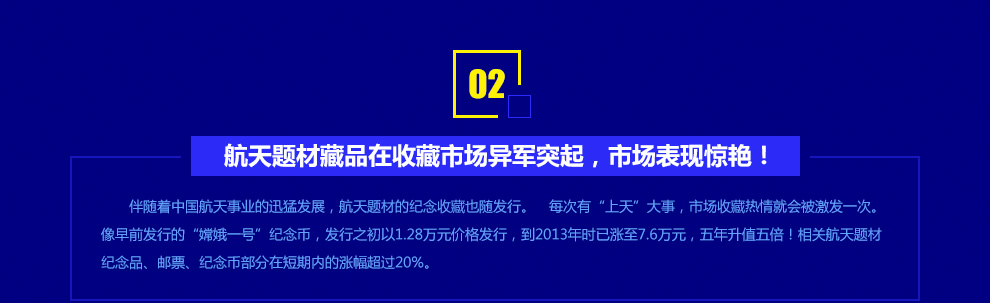 02
航天题材藏品在收藏市场异军突起，市场表现惊艳！
伴随着中国航天事业的迅猛发展，航天题材的纪念收藏也随发行。 每次有“上天”大事，市场收藏热情就会被激发一次。
像早前发行的“嫦娥一号”纪念币，发行之初以1.28万元价格发行，到2013年时已涨至7.6万元，五年升值五倍！相关航天题材
纪念品、邮票、纪念币部分在短期内的涨幅超过20%。